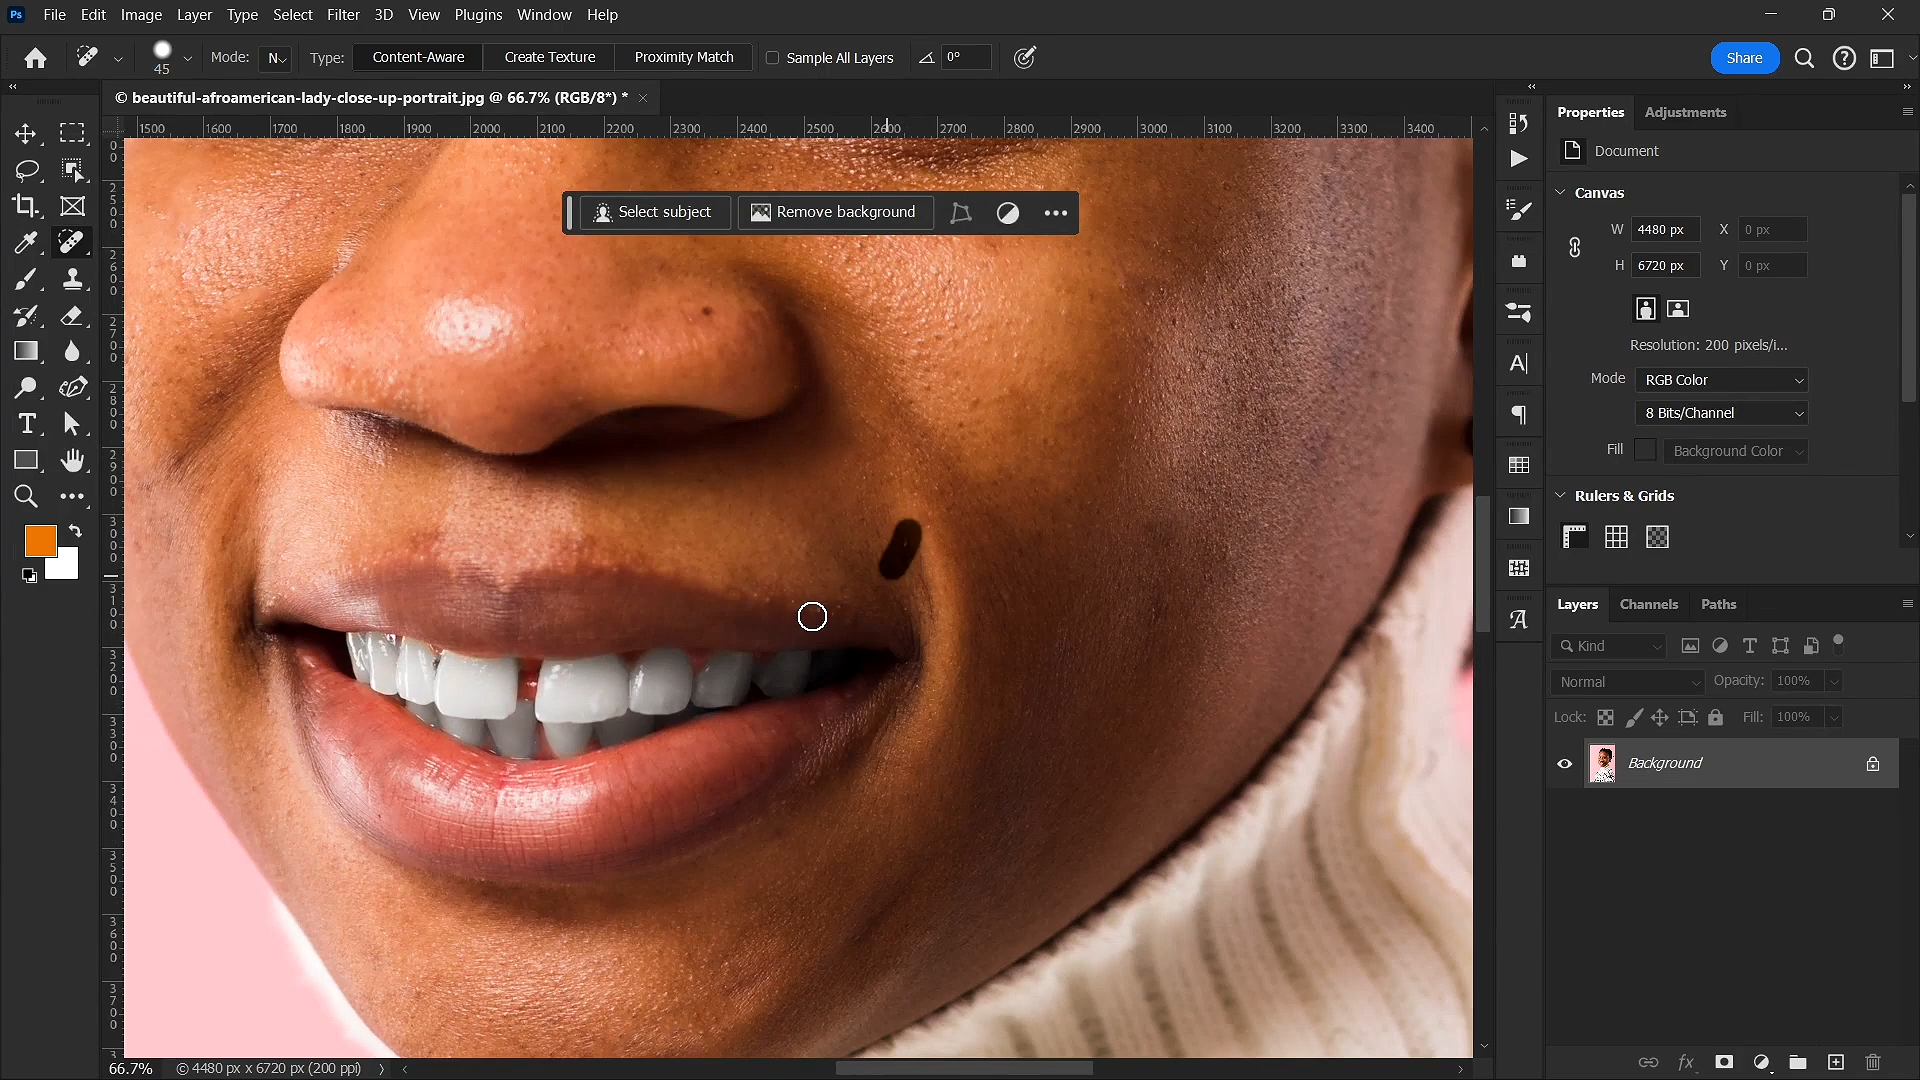 Ps File Edit Image Layer Type Select Filter 3D View Plugins Window Help
45 Mode: N Type: Content-Aware Create Texture Proximity Match Sample All Layers 0° Share
© beautiful-afroamerican-lady-close-up-portrait.jpg @ 66.7% (RGB/8*) *
1500 1600 1700 1800 1900 2000 2100 2200 2300 2400 2500 2600 2700 2800 2900 3100 3200 3300 3400
Select subject Remove background
Properties Adjustments
Document
Canvas
W 4480 px X 0 px
H 6720 px Y 0 px
Resolution: 200 pixels/i...
Mode RGB Color
8 Bits/Channel
Fill Background Color
Rulers & Grids
Layers Channels Paths
Kind
Normal Opacity: 100%
Lock: Fill: 100%
Background
fx
66.7% © 4480 px x 6720 px (200 ppi)